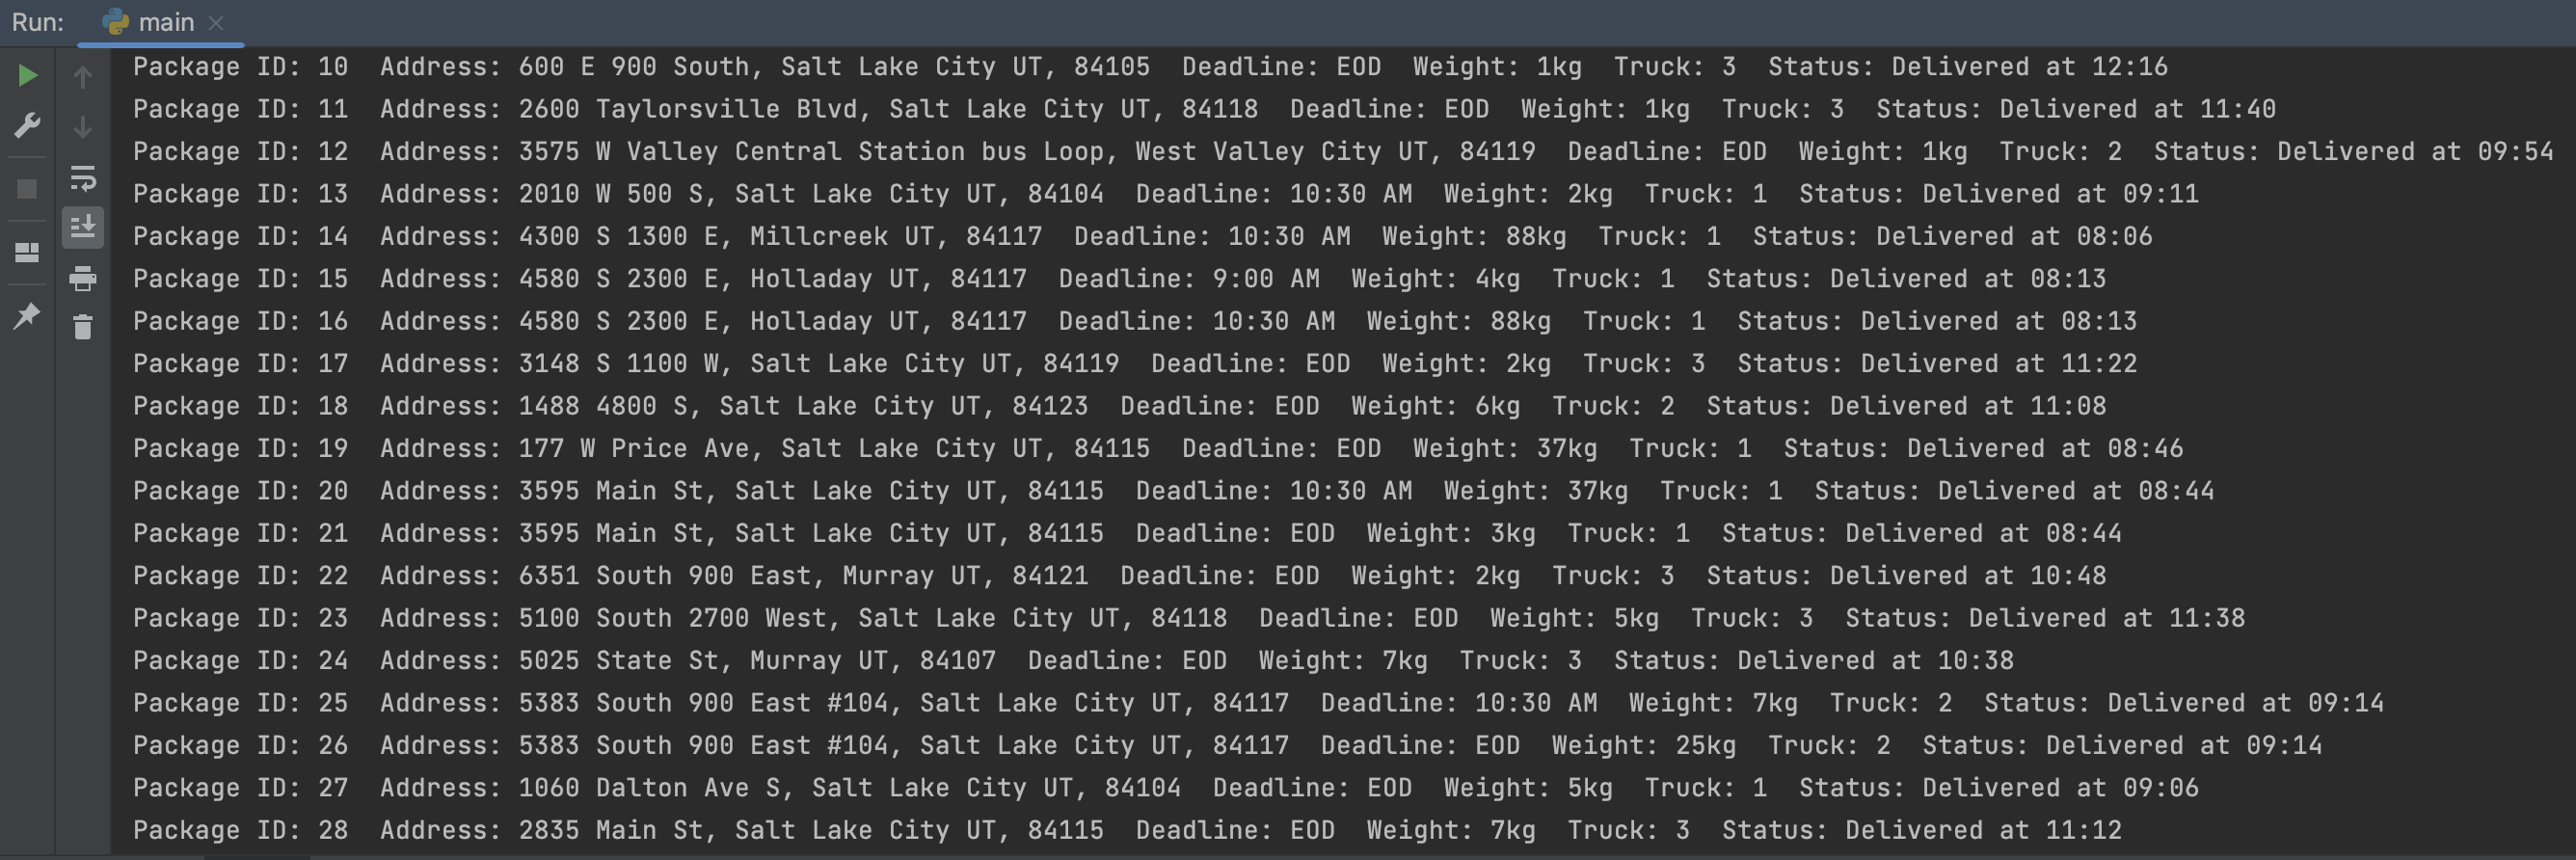 Run: main
Package ID: 10  Address: 600 E 900 South, Salt Lake City UT, 84105  Deadline: EOD  Weight: 1kg  Truck: 3  Status: Delivered at 12:16
Package ID: 11  Address: 2600 Taylorsville Blvd, Salt Lake City UT, 84118  Deadline: EOD  Weight: 1kg  Truck: 3  Status: Delivered at 11:40
Package ID: 12  Address: 3575 W Valley Central Station bus Loop, West Valley City UT, 84119  Deadline: EOD  Weight: 1kg  Truck: 2  Status: Delivered at 09:54
Package ID: 13  Address: 2010 W 500 S, Salt Lake City UT, 84104  Deadline: 10:30 AM  Weight: 2kg  Truck: 1  Status: Delivered at 09:11
Package ID: 14  Address: 4300 S 1300 E, Millcreek UT, 84117  Deadline: 10:30 AM  Weight: 88kg  Truck: 1  Status: Delivered at 08:06
Package ID: 15  Address: 4580 S 2300 E, Holladay UT, 84117  Deadline: 9:00 AM  Weight: 4kg  Truck: 1  Status: Delivered at 08:13
Package ID: 16  Address: 4580 S 2300 E, Holladay UT, 84117  Deadline: 10:30 AM  Weight: 88kg  Truck: 1  Status: Delivered at 08:13
Package ID: 17  Address: 3148 S 1100 W, Salt Lake City UT, 84119  Deadline: EOD  Weight: 2kg  Truck: 3  Status: Delivered at 11:22
Package ID: 18  Address: 1488 4800 S, Salt Lake City UT, 84123  Deadline: EOD  Weight: 6kg  Truck: 2  Status: Delivered at 11:08
Package ID: 19  Address: 177 W Price Ave, Salt Lake City UT, 84115  Deadline: EOD  Weight: 37kg  Truck: 1  Status: Delivered at 08:46
Package ID: 20  Address: 3595 Main St, Salt Lake City UT, 84115  Deadline: 10:30 AM  Weight: 37kg  Truck: 1  Status: Delivered at 08:44
Package ID: 21  Address: 3595 Main St, Salt Lake City UT, 84115  Deadline: EOD  Weight: 3kg  Truck: 1  Status: Delivered at 08:44
Package ID: 22  Address: 6351 South 900 East, Murray UT, 84121  Deadline: EOD  Weight: 2kg  Truck: 3  Status: Delivered at 10:48
Package ID: 23  Address: 5100 South 2700 West, Salt Lake City UT, 84118  Deadline: EOD  Weight: 5kg  Truck: 3  Status: Delivered at 11:38
Package ID: 24  Address: 5025 State St, Murray UT, 84107  Deadline: EOD  Weight: 7kg  Truck: 3  Status: Delivered at 10:38
Package ID: 25  Address: 5383 South 900 East #104, Salt Lake City UT, 84117  Deadline: 10:30 AM  Weight: 7kg  Truck: 2  Status: Delivered at 09:14
Package ID: 26  Address: 5383 South 900 East #104, Salt Lake City UT, 84117  Deadline: EOD  Weight: 25kg  Truck: 2  Status: Delivered at 09:14
Package ID: 27  Address: 1060 Dalton Ave S, Salt Lake City UT, 84104  Deadline: EOD  Weight: 5kg  Truck: 1  Status: Delivered at 09:06
Package ID: 28  Address: 2835 Main St, Salt Lake City UT, 84115  Deadline: EOD  Weight: 7kg  Truck: 3  Status: Delivered at 11:12